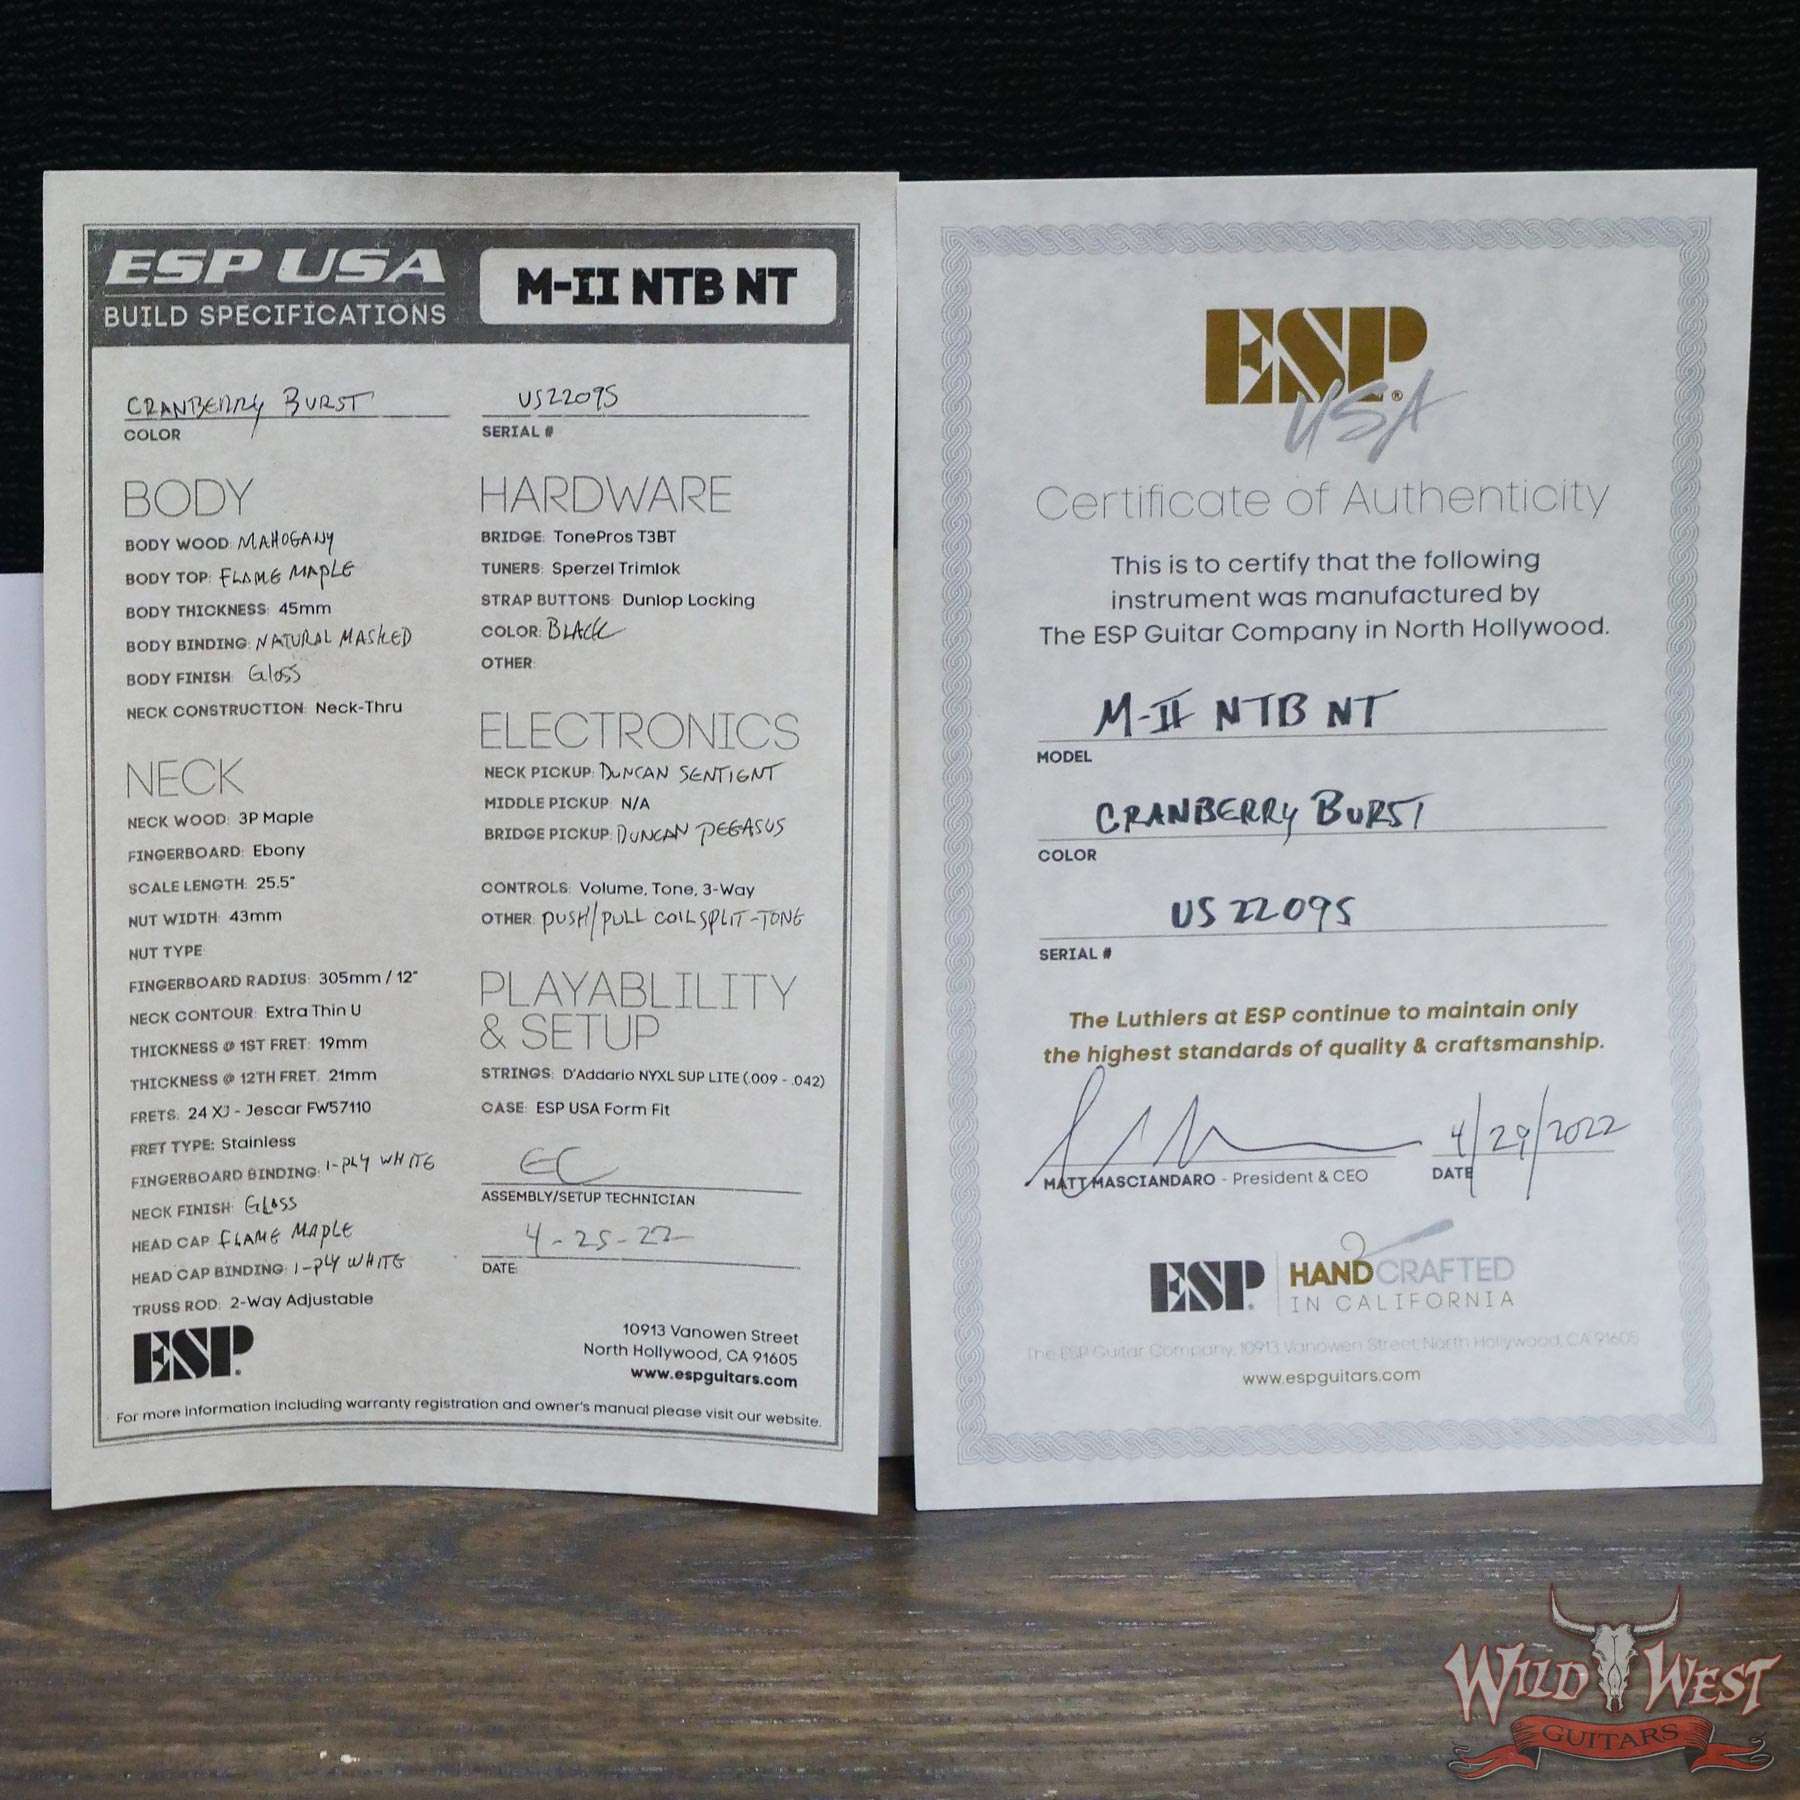 ESP USA
BUILD SPECIFICATIONS
M-II NTB NT
CRANBERRY BURST
COLOR
US22095
SERIAL #
BODY
BODY WOOD: MAHOGANY
BODY TOP: FLAME MAPLE
BODY THICKNESS: 45mm
BODY BINDING: NATURAL MASKED
BODY FINISH: GLOSS
NECK CONSTRUCTION: Neck-Thru
NECK
NECK WOOD: 3P Maple
FINGERBOARD: Ebony
SCALE LENGTH: 25.5"
NUT WIDTH: 43mm
NUT TYPE
FINGERBOARD RADIUS: 305mm / 12"
NECK CONTOUR: Extra Thin U
THICKNESS @ 1ST FRET: 19mm
THICKNESS @ 12TH FRET: 21mm
FRETS: 24 XJ - Jescar FW57110
FRET TYPE: Stainless
FINGERBOARD BINDING: 1-PLY WHITE
NECK FINISH: GLOSS
HEAD CAP: FLAME MAPLE
HEAD CAP BINDING: 1-PLY WHITE
TRUSS ROD: 2-Way Adjustable
HARDWARE
BRIDGE: TonePros T3BT
TUNERS: Sperzel Trimlok
STRAP BUTTONS: Dunlop Locking
COLOR: BLACK
OTHER:
ELECTRONICS
NECK PICKUP: DUNCAN SENTIENT
MIDDLE PICKUP: N/A
BRIDGE PICKUP: DUNCAN PEGASUS
CONTROLS: Volume, Tone, 3-Way
OTHER: PUSH/PULL COIL SPLIT-TONE
PLAYABLILITY
& SETUP
STRINGS: D'Addario NYXL SUP LITE (.009 - .042)
CASE: ESP USA Form Fit
EC
ASSEMBLY/SETUP TECHNICIAN
4-25-22
DATE:
ESP®
10913 Vanowen Street
North Hollywood, CA 91605
www.espguitars.com
For more information including warranty registration and owner's manual please visit our website.
ESP®
USA
Certificate of Authenticity
This is to certify that the following
instrument was manufactured by
The ESP Guitar Company in North Hollywood.
M-II NTB NT
MODEL
CRANBERRY BURST
COLOR
US22095
SERIAL #
The Luthiers at ESP continue to maintain only
the highest standards of quality & craftsmanship.
4/29/2022
MATT MASCIANDARO - President & CEO
DATE
ESP®
HANDCRAFTED
IN CALIFORNIA
The ESP Guitar Company, 10913 Vanowen Street, North Hollywood, CA 91605
www.espguitars.com
WILD WEST
GUITARS